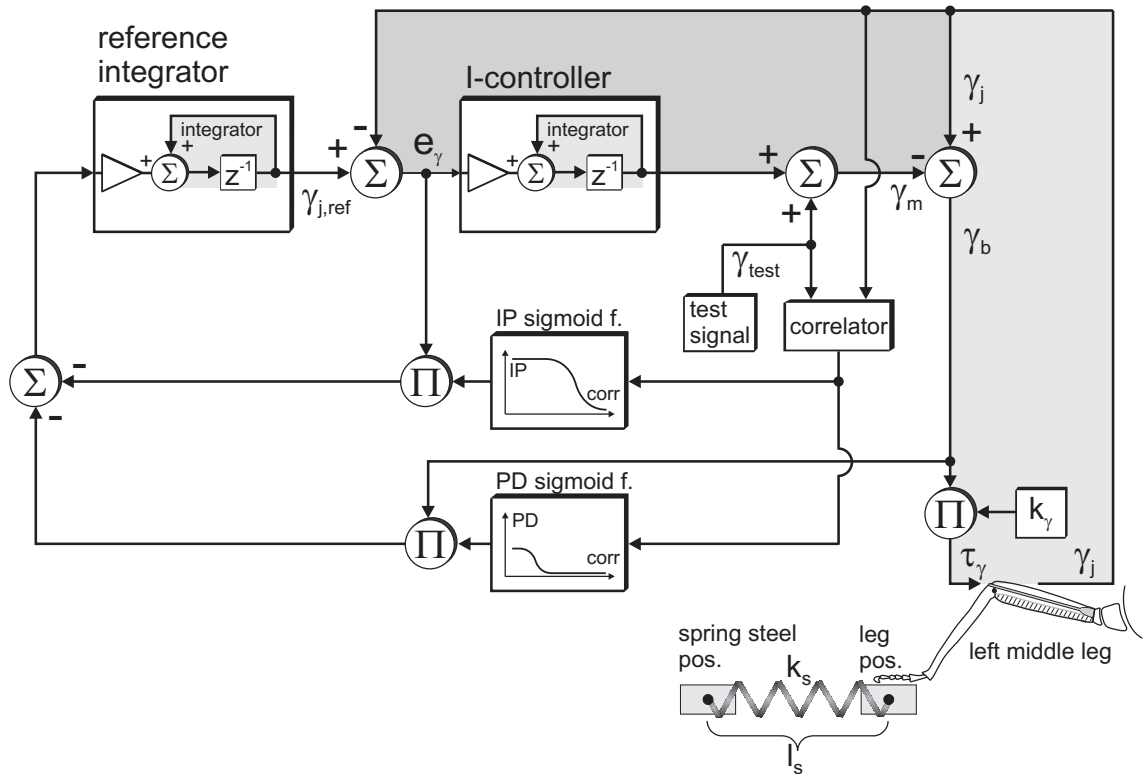 reference
integrator
I-controller
integrator
integrator
+
+
+
+
+
-
+
+
-
+
Σ
z⁻¹
Σ
eγ
Σ
z⁻¹
Σ
Σ
γj
γj,ref
γm
γb
γtest
test
signal
correlator
IP sigmoid f.
IP
corr
Σ
-
-
Π
PD sigmoid f.
PD
corr
Π
Π
kγ
τγ
γj
spring steel
pos.
leg
pos.
left middle leg
ks
ls